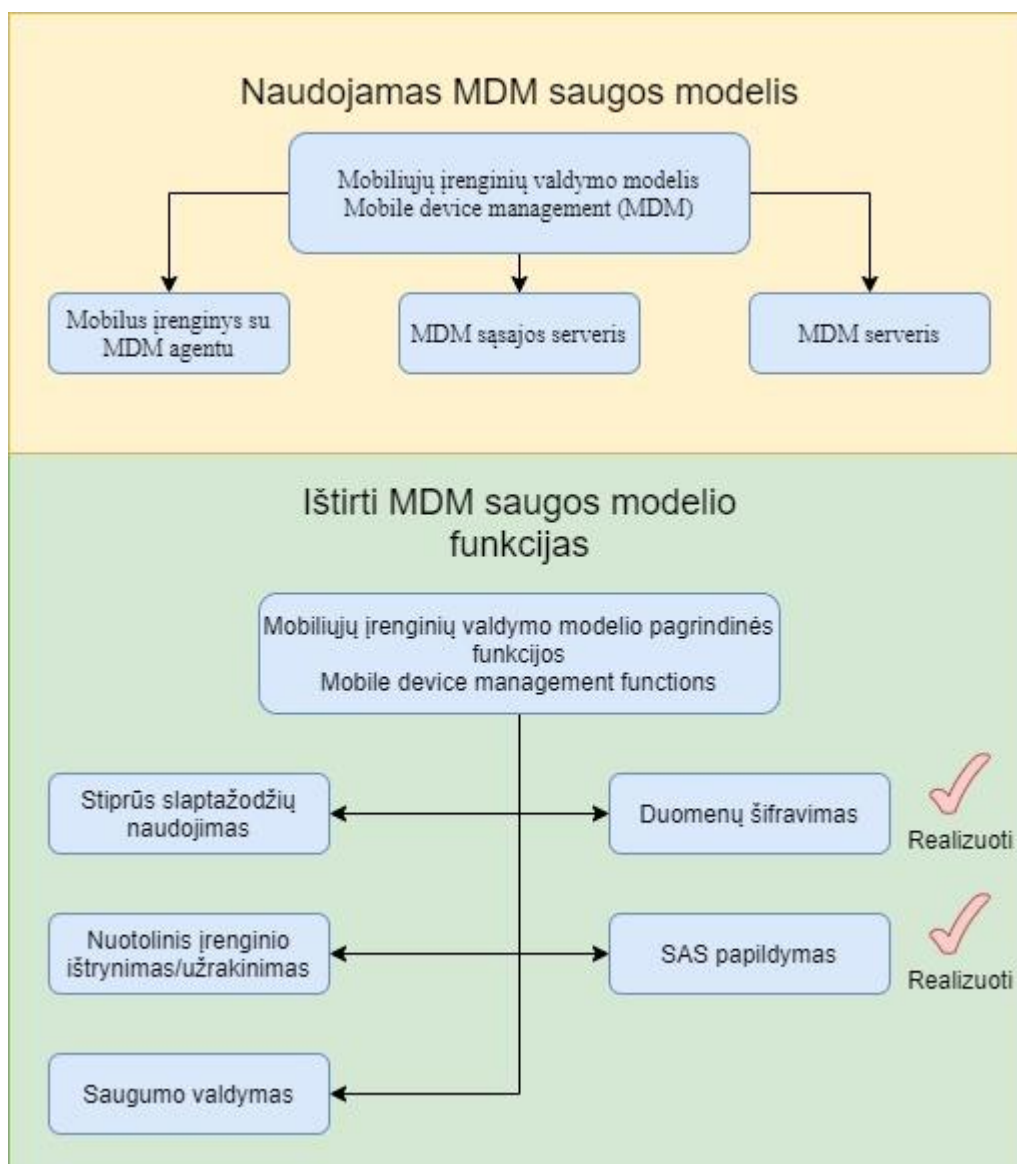 Naudojamas MDM saugos modelis
Mobiliųjų įrenginių valdymo modelis
Mobile device management (MDM)
Mobilus įrenginys su
MDM agentu
MDM sąsajos serveris
MDM serveris
Ištirti MDM saugos modelio
funkcijas
Mobiliųjų įrenginių valdymo modelio pagrindinės
funkcijos
Mobile device management functions
Stiprūs slaptažodžių
naudojimas
Duomenų šifravimas
Realizuoti
Nuotolinis įrenginio
ištrynimas/užrakinimas
SAS papildymas
Realizuoti
Saugumo valdymas